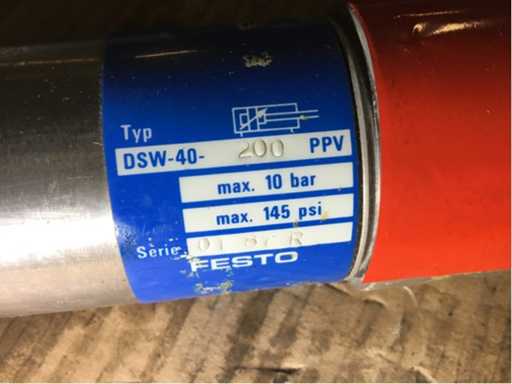 Typ
DSW-40- 200 PPV
max. 10 bar
max. 145 psi
Serie
FESTO